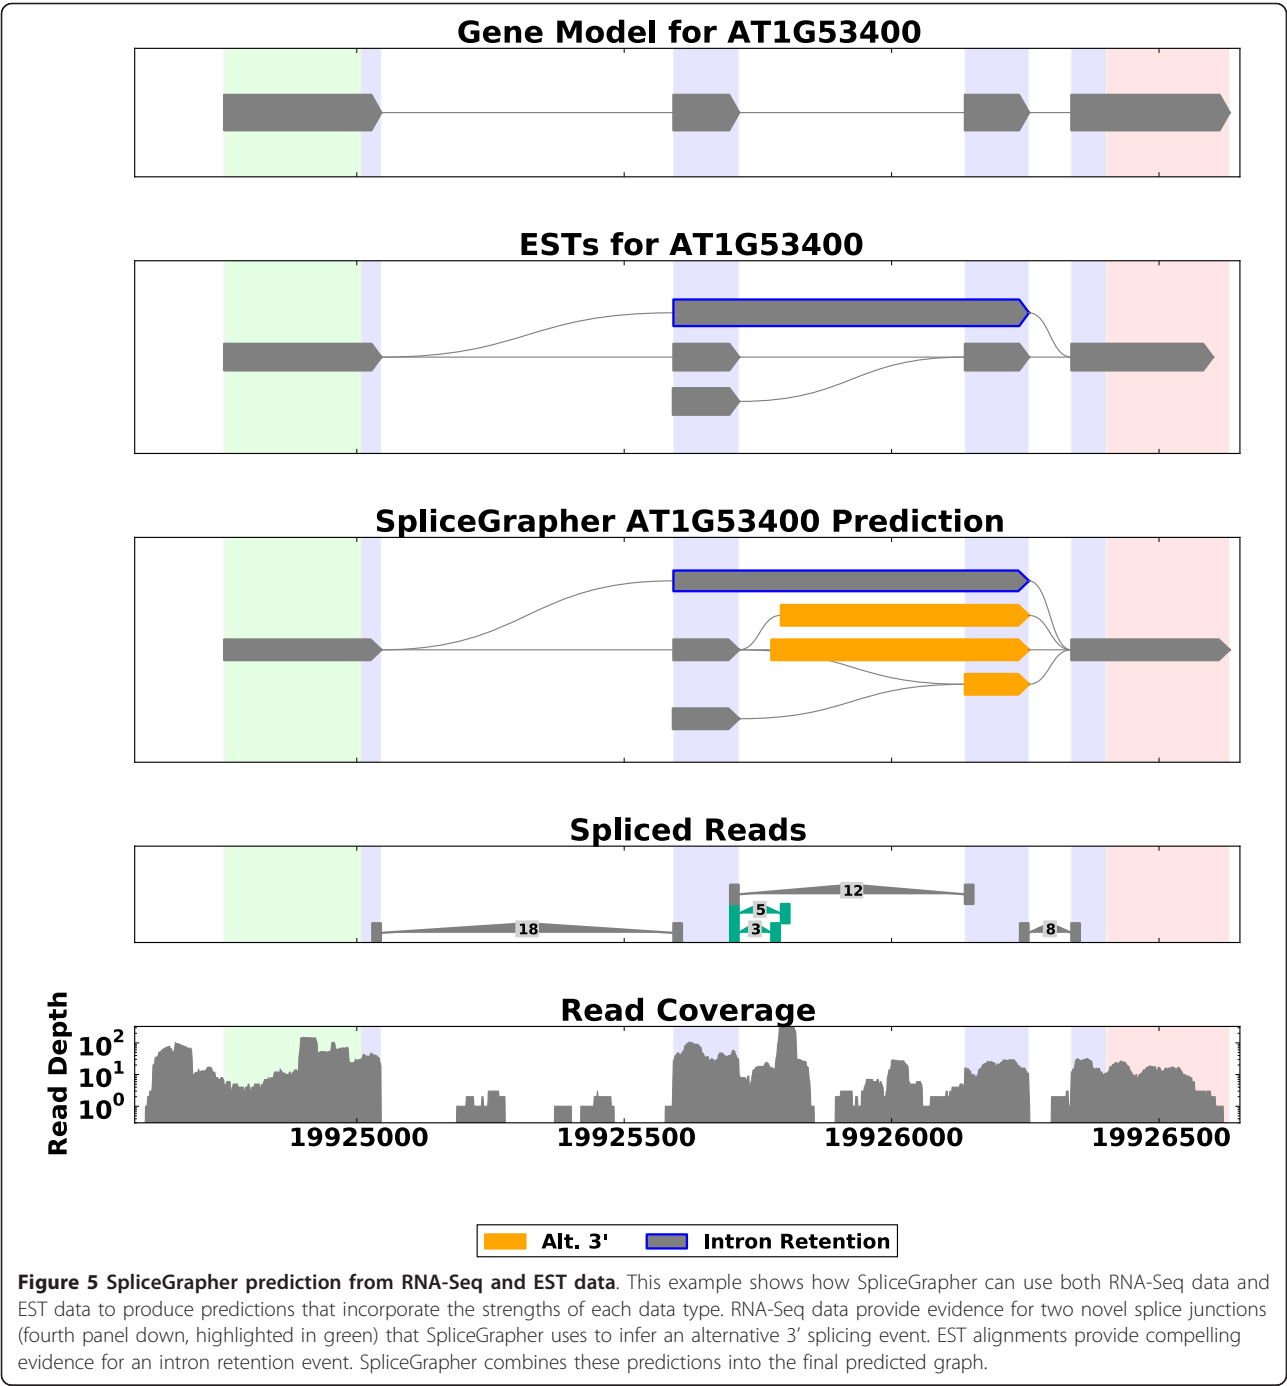 Gene Model for AT1G53400
ESTs for AT1G53400
SpliceGrapher AT1G53400 Prediction
Spliced Reads
12
5
18
3
8
Read Coverage
Read Depth
10^2
10^1
10^0
19925000 19925500 19926000 19926500
Alt. 3' Intron Retention
Figure 5 SpliceGrapher prediction from RNA-Seq and EST data. This example shows how SpliceGrapher can use both RNA-Seq data and
EST data to produce predictions that incorporate the strengths of each data type. RNA-Seq data provide evidence for two novel splice junctions
(fourth panel down, highlighted in green) that SpliceGrapher uses to infer an alternative 3’ splicing event. EST alignments provide compelling
evidence for an intron retention event. SpliceGrapher combines these predictions into the final predicted graph.